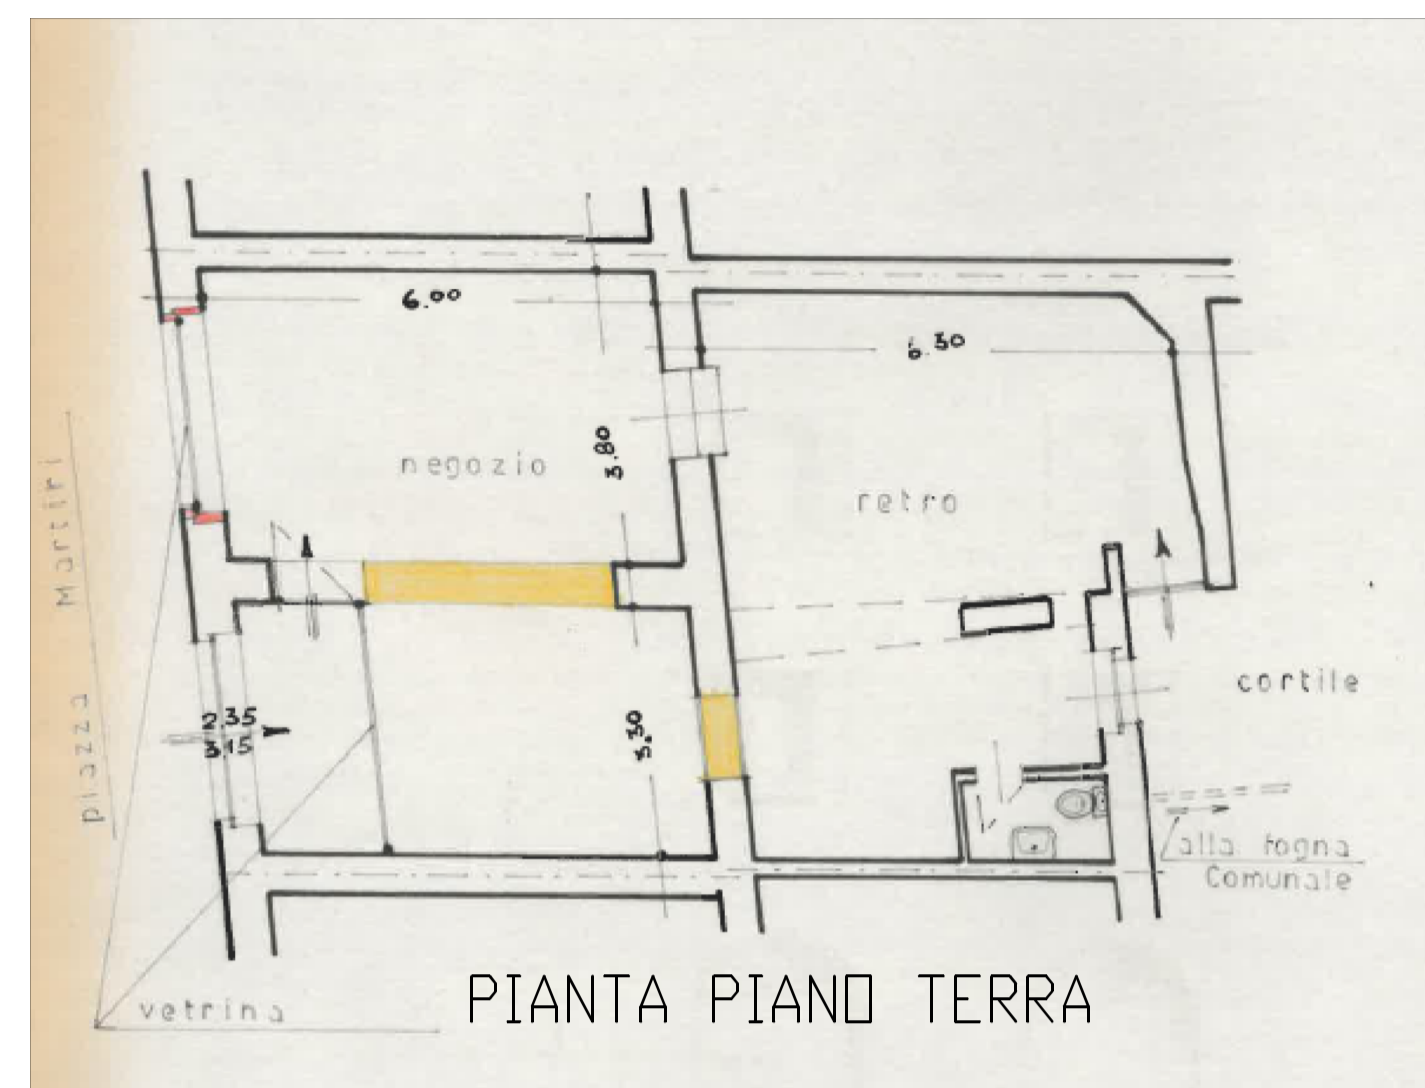 6.00
6.50
3.80
negozio
retro
piazza Martiri
cortile
2.35
3.15
3.30
alla fogna
Comunale
vetrina
PIANTA PIANO TERRA